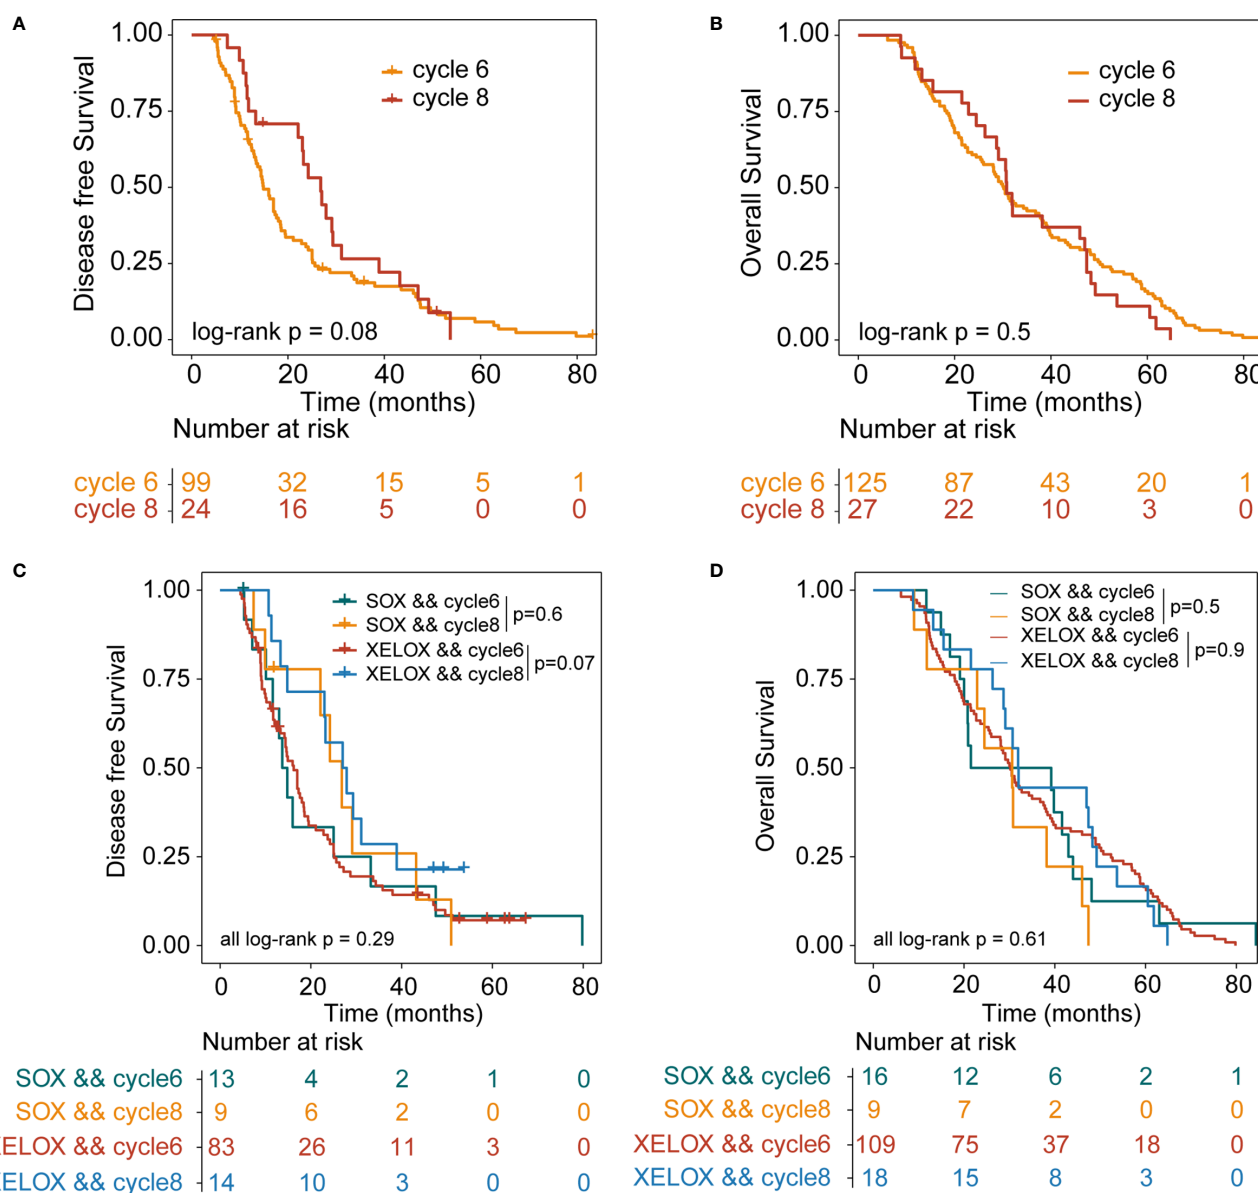 A
Disease free Survival
1.00
0.75
0.50
0.25
0.00
cycle 6
cycle 8
log-rank p = 0.08
0 20 40 60 80
Time (months)
Number at risk
cycle 6 99 32 15 5 1
cycle 8 24 16 5 0 0
B
Overall Survival
1.00
0.75
0.50
0.25
0.00
cycle 6
cycle 8
log-rank p = 0.5
0 20 40 60 80
Time (months)
Number at risk
cycle 6 125 87 43 20 1
cycle 8 27 22 10 3 0
C
Disease free Survival
1.00
0.75
0.50
0.25
0.00
SOX && cycle6
SOX && cycle8
p=0.6
XELOX && cycle6
XELOX && cycle8
p=0.07
all log-rank p = 0.29
0 20 40 60 80
Time (months)
Number at risk
SOX && cycle6 13 4 2 1 0
SOX && cycle8 9 6 2 0 0
ELOX && cycle6 83 26 11 3 0
ELOX && cycle8 14 10 3 0 0
D
Overall Survival
1.00
0.75
0.50
0.25
0.00
SOX && cycle6
SOX && cycle8
p=0.5
XELOX && cycle6
XELOX && cycle8
p=0.9
all log-rank p = 0.61
0 20 40 60 80
Time (months)
Number at risk
SOX && cycle6 16 12 6 2 1
SOX && cycle8 9 7 2 0 0
XELOX && cycle6 109 75 37 18 0
XELOX && cycle8 18 15 8 3 0